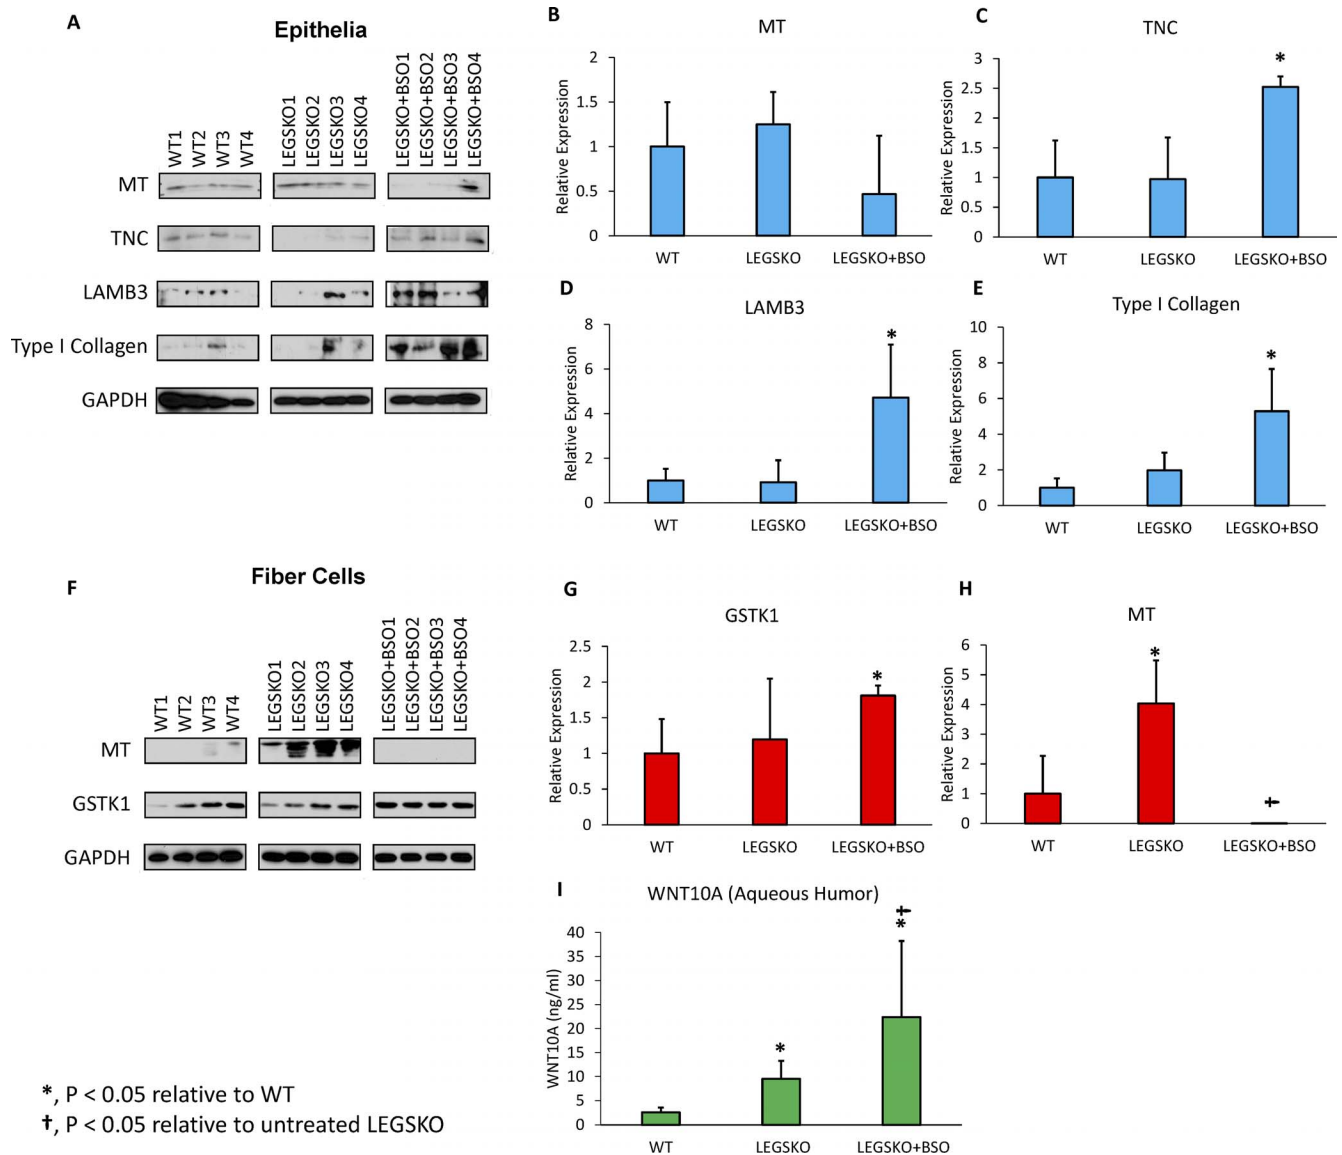 A
Epithelia
WT1
WT2
WT3
WT4
LEGSKO1
LEGSKO2
LEGSKO3
LEGSKO4
LEGSKO+BSO1
LEGSKO+BSO2
LEGSKO+BSO3
LEGSKO+BSO4
MT
TNC
LAMB3
Type I Collagen
GAPDH
B
MT
Relative Expression
2
1.5
1
0.5
0
WT LEGSKO LEGSKO+BSO
C
TNC
Relative Expression
3
2.5
2
1.5
1
0.5
0
*
WT LEGSKO LEGSKO+BSO
D
LAMB3
Relative Expression
8
6
4
2
0
*
WT LEGSKO LEGSKO+BSO
E
Type I Collagen
Relative Expression
10
8
6
4
2
0
*
WT LEGSKO LEGSKO+BSO
F
Fiber Cells
WT1
WT2
WT3
WT4
LEGSKO1
LEGSKO2
LEGSKO3
LEGSKO4
LEGSKO+BSO1
LEGSKO+BSO2
LEGSKO+BSO3
LEGSKO+BSO4
MT
GSTK1
GAPDH
G
GSTK1
Relative Expression
2.5
2
1.5
1
0.5
0
*
WT LEGSKO LEGSKO+BSO
H
MT
Relative Expression
6
5
4
3
2
1
0
*
†
WT LEGSKO LEGSKO+BSO
I
WNT10A (Aqueous Humor)
WNT10A (ng/ml)
40
35
30
25
20
15
10
5
0
*
*†
WT LEGSKO LEGSKO+BSO
*, P < 0.05 relative to WT
†, P < 0.05 relative to untreated LEGSKO